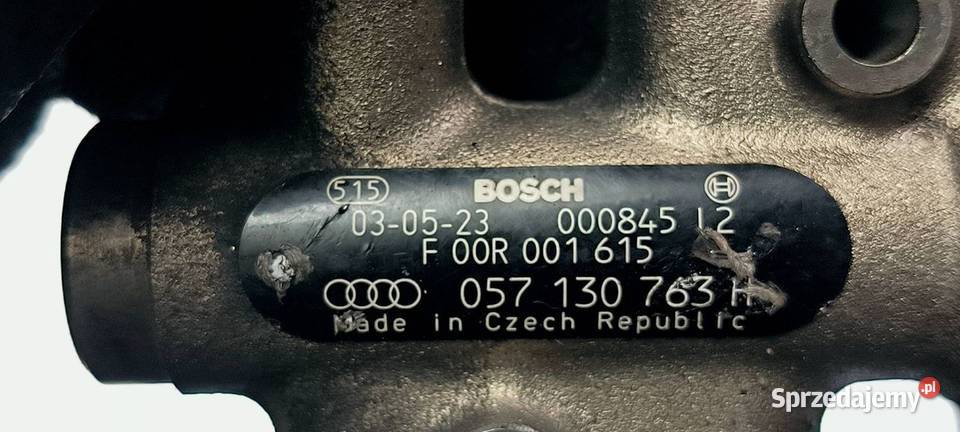 515 BOSCH
03-05-23 000845 L2
F 00R 001 615
057 130 763 H
Made in Czech Republic
Sprzedajemy.pl